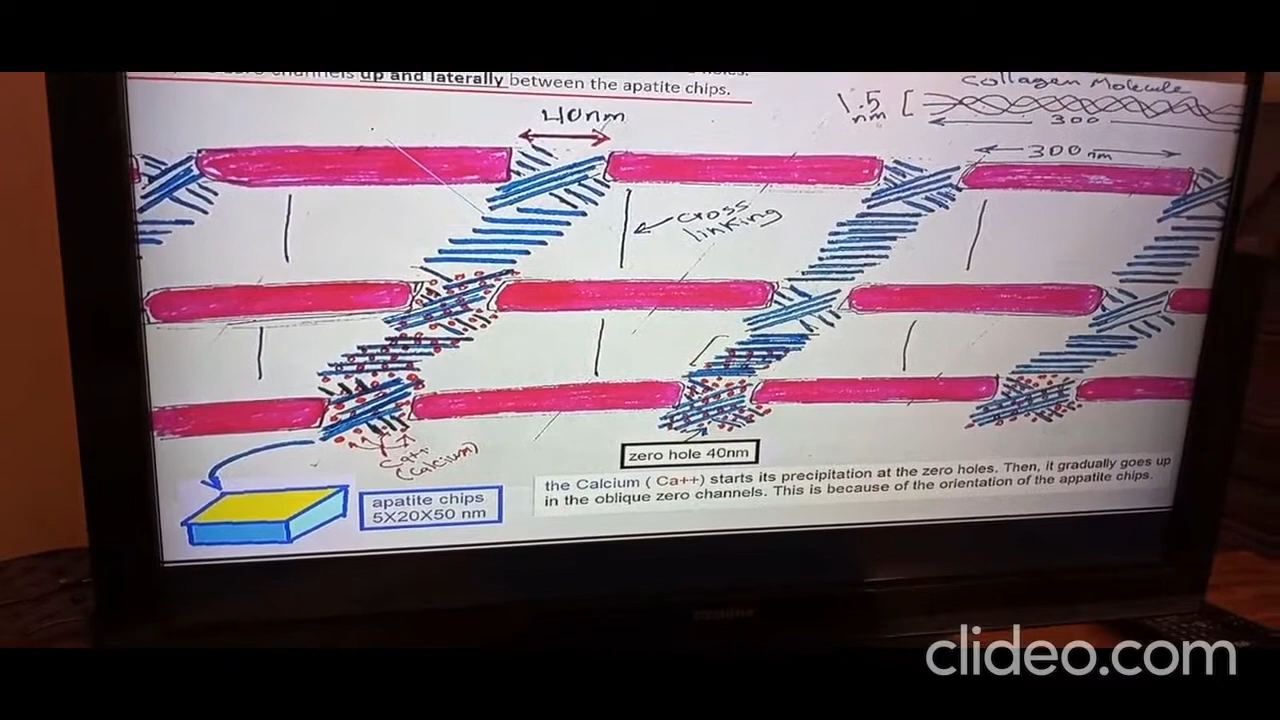 up and laterally between the apatite chips.
Collagen Molecule
1.5 nm
300
40nm
300 nm
cross
linking
Ca++
(calcium)
zero hole 40nm
the Calcium ( Ca++) starts its precipitation at the zero holes. Then, it gradually goes up
in the oblique zero channels. This is because of the orientation of the appatite chips.
apatite chips
5X20X50 nm
clideo.com